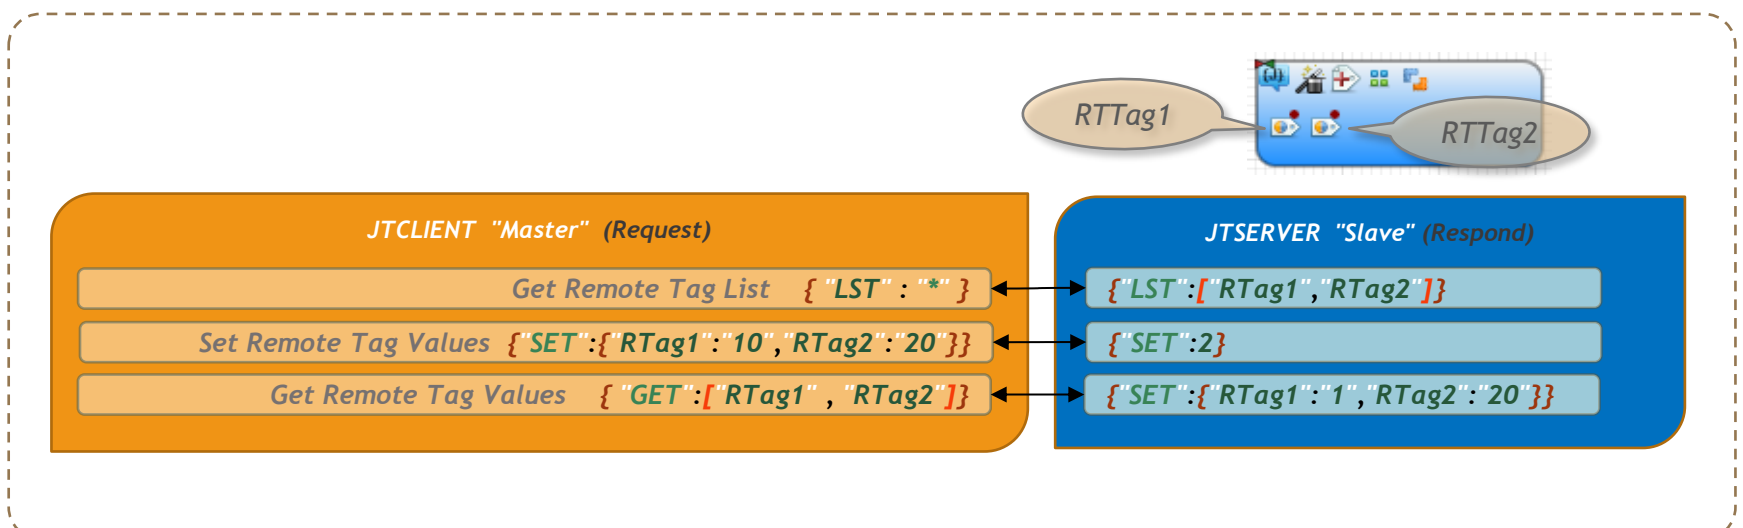 RTTag1
RTTag2
JTCLIENT "Master" (Request)
JTSERVER "Slave" (Respond)
Get Remote Tag List { "LST" : "*" }
{"LST":["RTag1","RTag2"]}
Set Remote Tag Values {"SET":{"RTag1":"10","RTag2":"20"}}
{"SET":2}
Get Remote Tag Values { "GET":["RTag1" , "RTag2"]}
{"SET":{"RTag1":"1","RTag2":"20"}}